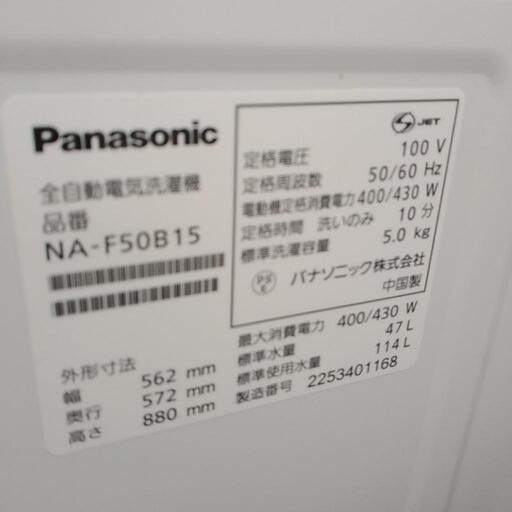 Panasonic
全自動電気洗濯機
品番
NA-F50B15
外形寸法
幅 562 mm
奥行 572 mm
高さ 880 mm
JET
定格電圧 100 V
定格周波数 50/60 Hz
電動機定格消費電力 400/430 W
定格時間 洗いのみ 10 分
標準洗濯容量 5.0 kg
PS E パナソニック株式会社
中国製
最大消費電力 400/430 W
標準水量 47 L
標準使用水量 114 L
製造番号 2253401168